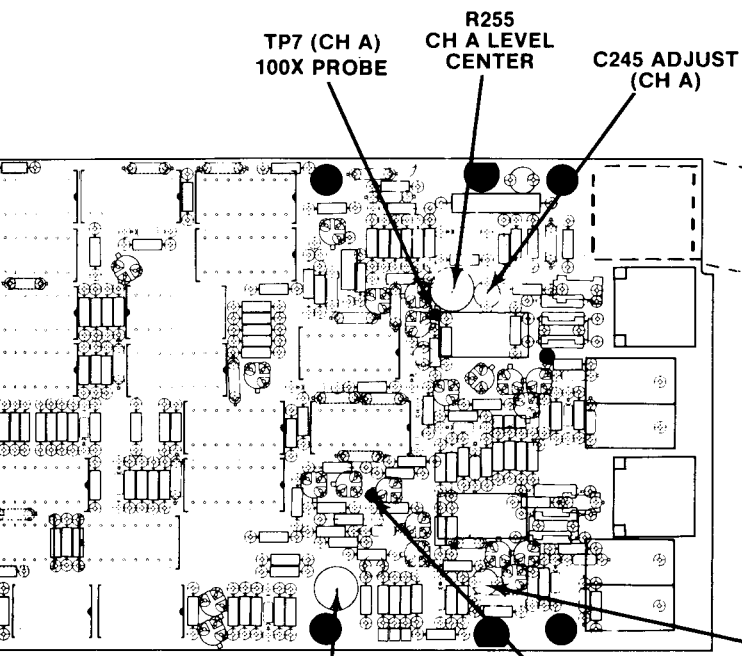 TP7 (CH A)
100X PROBE
R255
CH A LEVEL
CENTER
C245 ADJUST
(CH A)